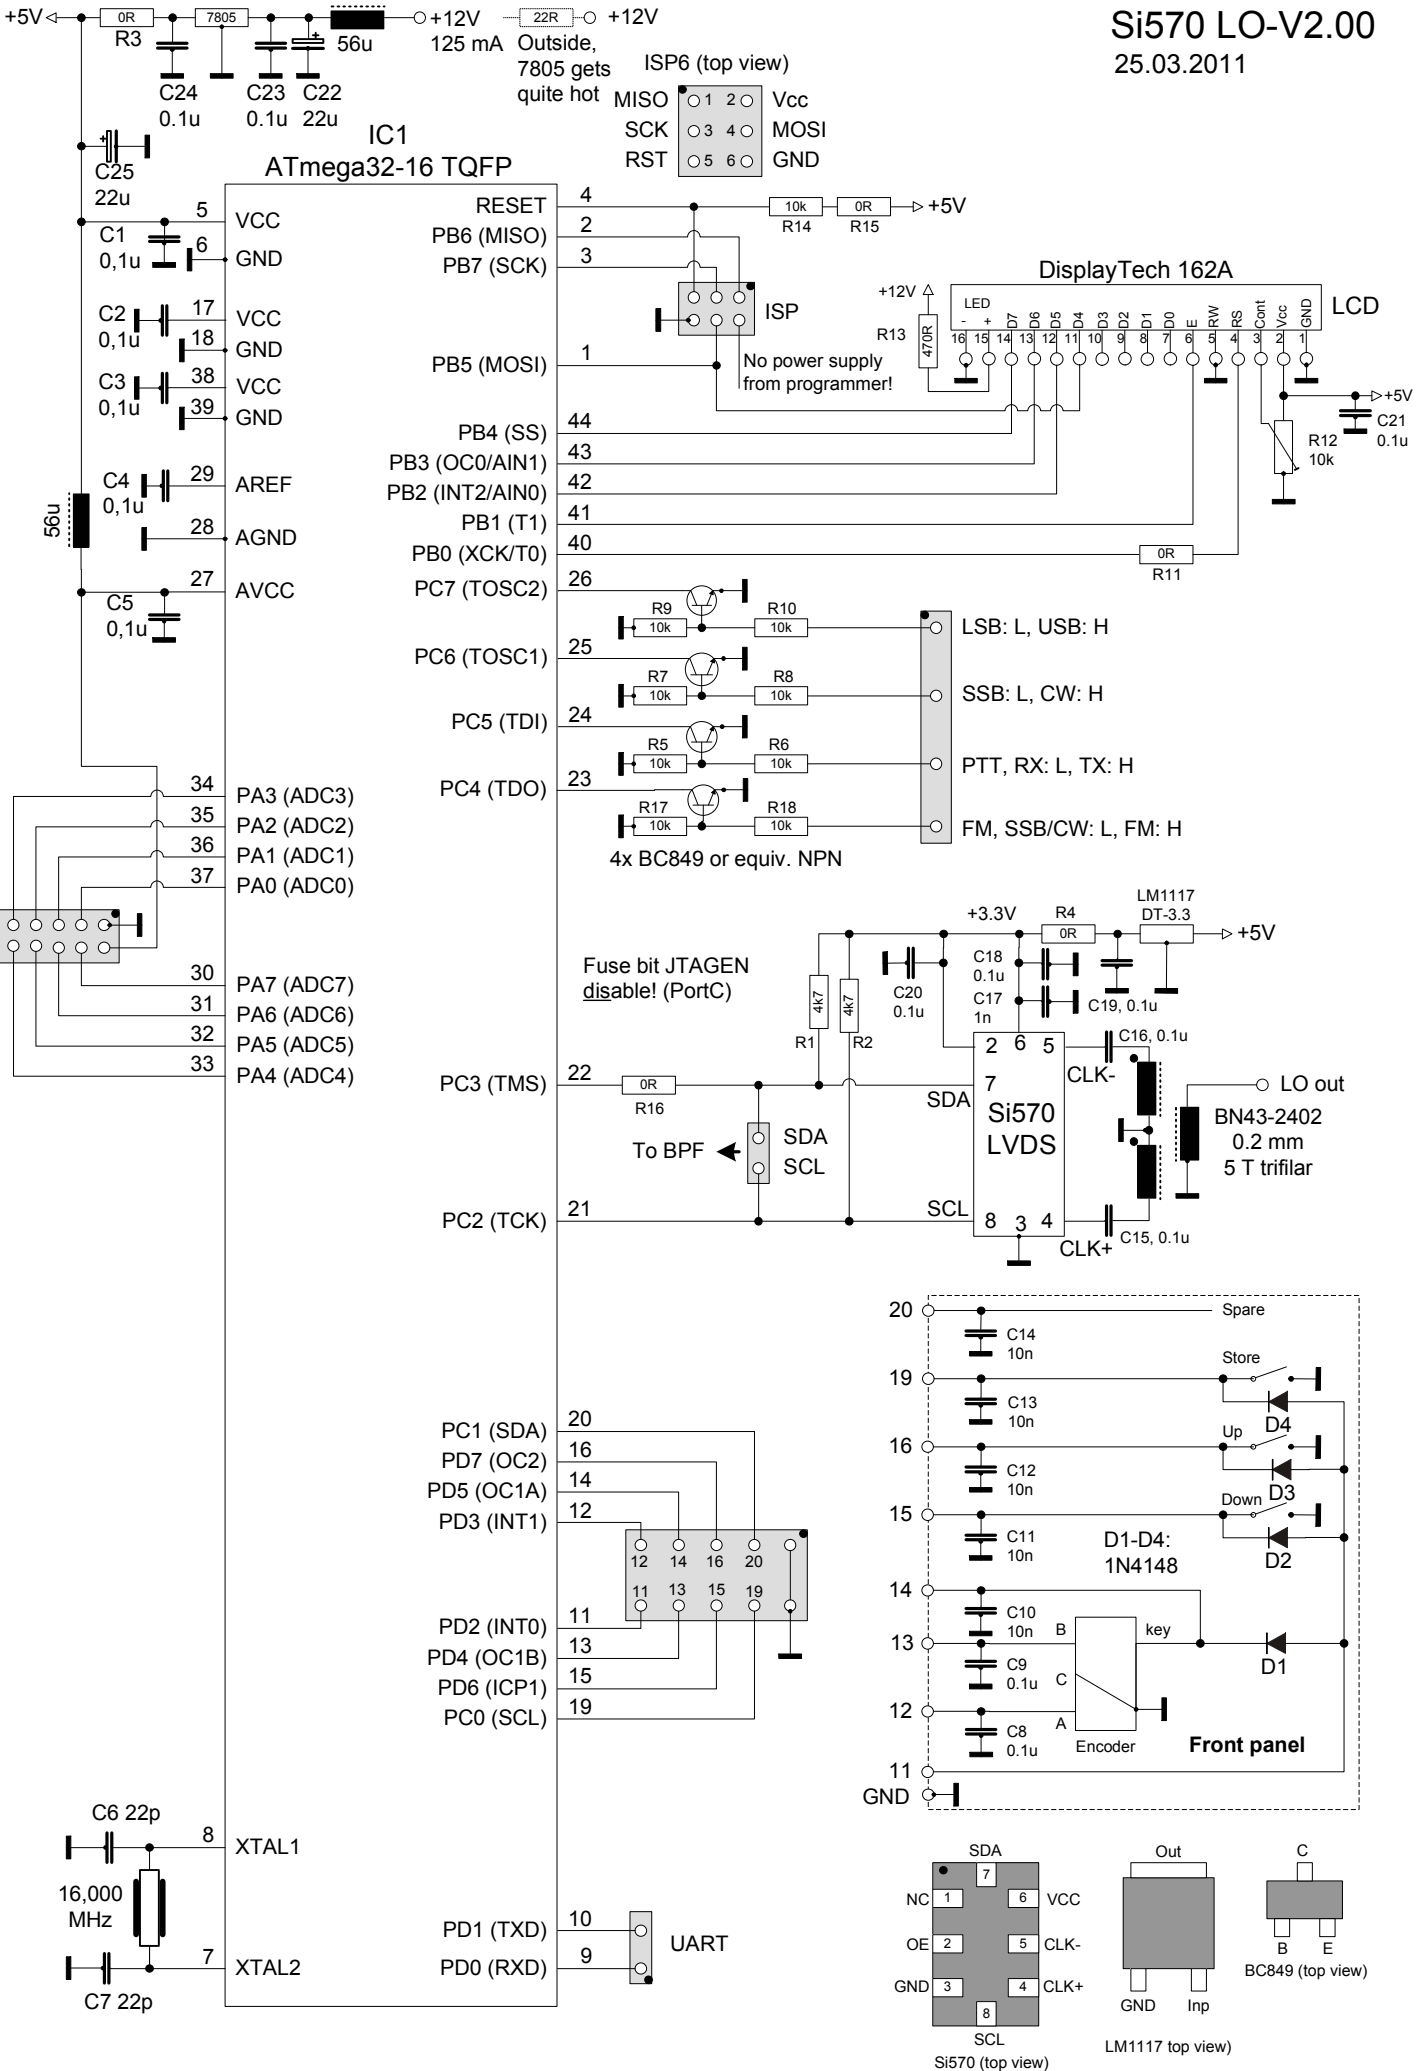 Si570 LO-V2.00
25.03.2011
+5V
0R
R3
7805
56u
+12V
125 mA
22R
+12V
Outside,
7805 gets
quite hot
C24
0.1u
C23
0.1u
C22
22u
+
C25
22u
+
ISP6 (top view)
MISO 1 2 Vcc
SCK 3 4 MOSI
RST 5 6 GND
IC1
ATmega32-16 TQFP
5 VCC
C1
0,1u
6 GND
17 VCC
C2
0,1u
18 GND
38 VCC
C3
0,1u
39 GND
29 AREF
C4
0,1u
28 AGND
56u
27 AVCC
C5
0,1u
34 PA3 (ADC3)
35 PA2 (ADC2)
36 PA1 (ADC1)
37 PA0 (ADC0)
30 PA7 (ADC7)
31 PA6 (ADC6)
32 PA5 (ADC5)
33 PA4 (ADC4)
C6 22p
8 XTAL1
16,000
MHz
7 XTAL2
C7 22p
RESET 4
PB6 (MISO) 2
PB7 (SCK) 3
10k
R14
0R
R15
+5V
ISP
PB5 (MOSI) 1
No power supply
from programmer!
PB4 (SS) 44
PB3 (OC0/AIN1) 43
PB2 (INT2/AIN0) 42
PB1 (T1) 41
PB0 (XCK/T0) 40
0R
R11
DisplayTech 162A
LCD
+12V
R13
470R
LED
- + D7 D6 D5 D4 D3 D2 D1 D0 E RW RS Cont Vcc GND
16 15 14 13 12 11 10 9 8 7 6 5 4 3 2 1
+5V
C21
0.1u
R12
10k
PC7 (TOSC2) 26
R9
10k
R10
10k
LSB: L, USB: H
PC6 (TOSC1) 25
R7
10k
R8
10k
SSB: L, CW: H
PC5 (TDI) 24
R5
10k
R6
10k
PTT, RX: L, TX: H
PC4 (TDO) 23
R17
10k
R18
10k
FM, SSB/CW: L, FM: H
4x BC849 or equiv. NPN
Fuse bit JTAGEN
disable! (PortC)
+3.3V
R4
0R
LM1117
DT-3.3
+5V
C20
0.1u
C18
0.1u
C17
1n
C19, 0.1u
4k7
R1
4k7
R2
C16, 0.1u
PC3 (TMS) 22
0R
R16
To BPF
SDA
SCL
PC2 (TCK) 21
SDA
SCL
2 6 5
7
Si570
LVDS
8 3 4
CLK-
CLK+
C15, 0.1u
LO out
BN43-2402
0.2 mm
5 T trifilar
PC1 (SDA) 20
PD7 (OC2) 16
PD5 (OC1A) 14
PD3 (INT1) 12
12 14 16 20
11 13 15 19
PD2 (INT0) 11
PD4 (OC1B) 13
PD6 (ICP1) 15
PC0 (SCL) 19
PD1 (TXD) 10
PD0 (RXD) 9
UART
20
C14
10n
Spare
19
C13
10n
Store
D4
16
C12
10n
Up
D3
15
C11
10n
Down
D2
D1-D4:
1N4148
14
C10
10n
13
C9
0.1u
B
C
A
key
D1
12
C8
0.1u
Encoder
Front panel
11
GND
SDA
7
NC 1 6 VCC
OE 2 5 CLK-
GND 3 4 CLK+
8
SCL
Si570 (top view)
Out
GND Inp
LM1117 top view)
C
B E
BC849 (top view)